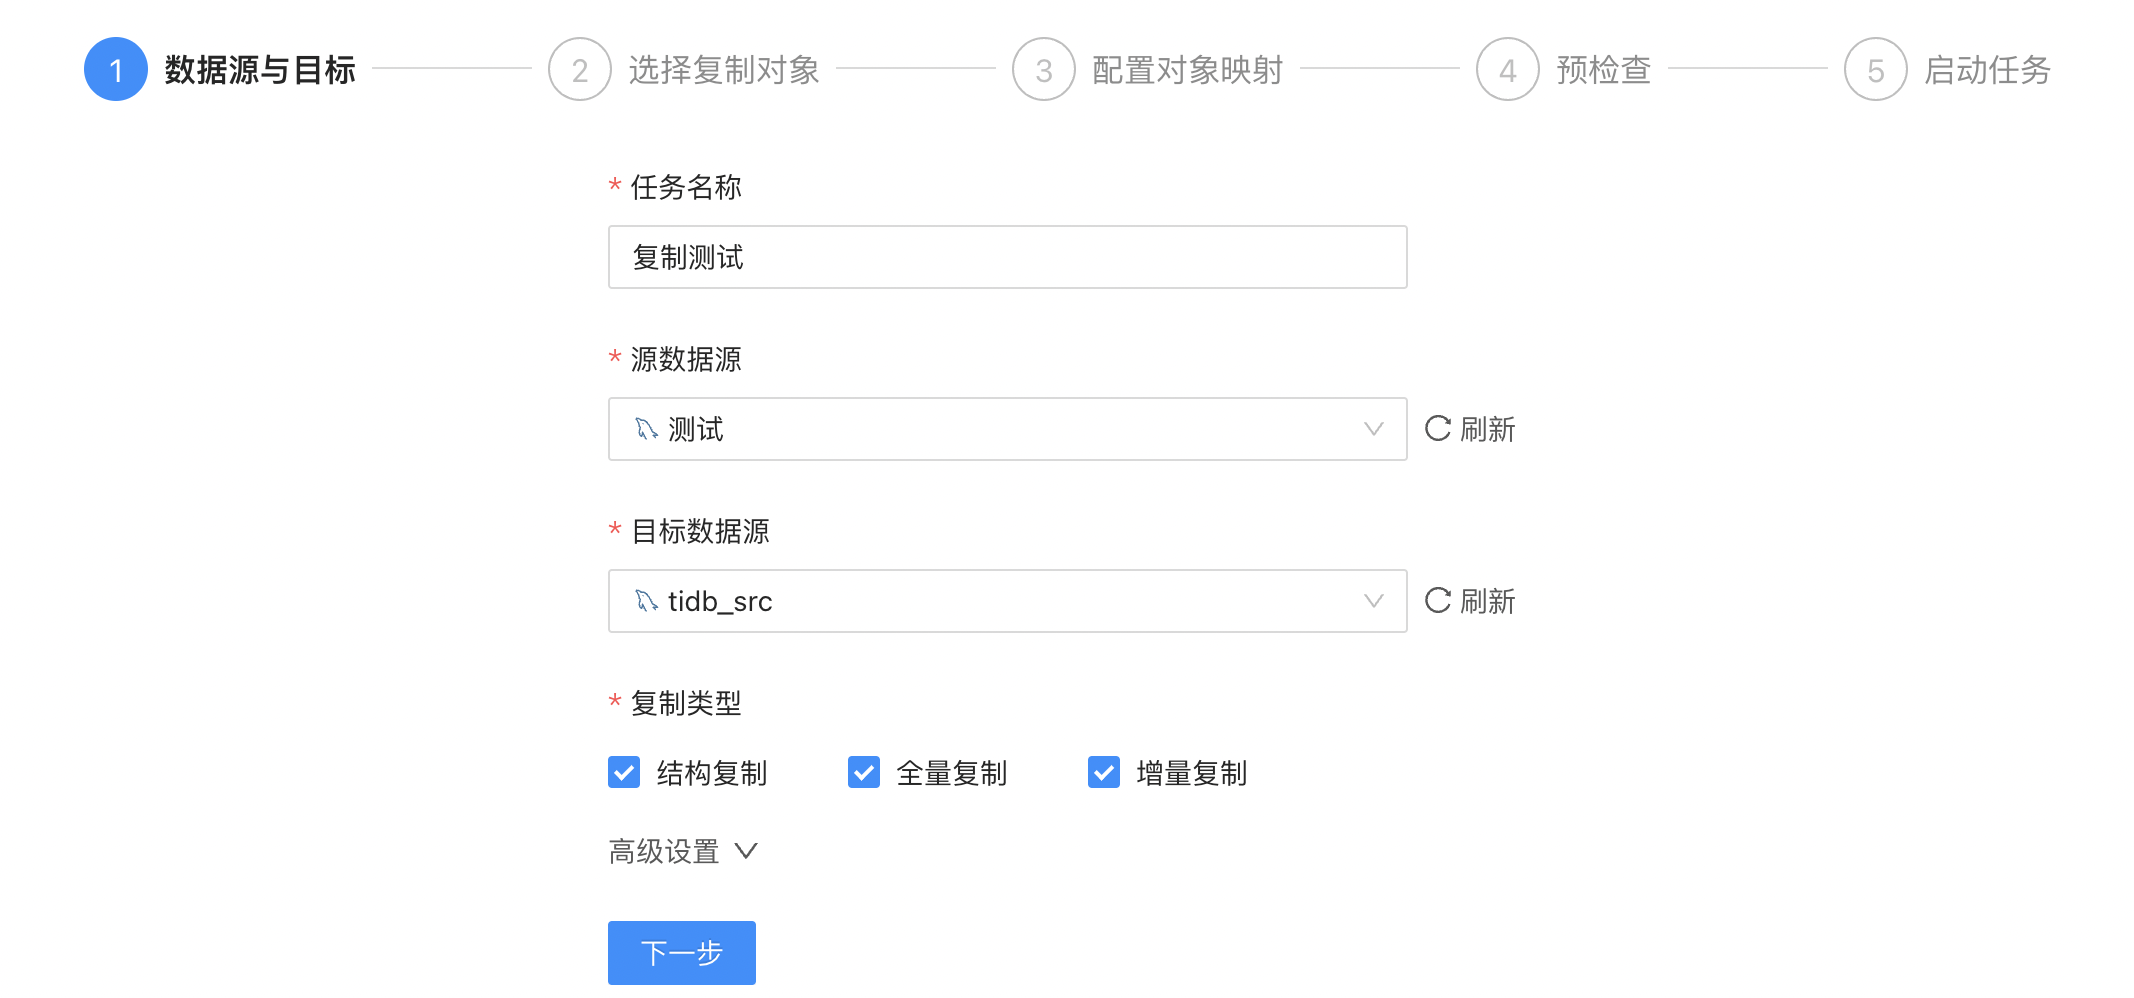 1 数据源与目标 2 选择复制对象 3 配置对象映射 4 预检查 5 启动任务
* 任务名称
复制测试
* 源数据源
测试 刷新
* 目标数据源
tidb_src 刷新
* 复制类型
结构复制 全量复制 增量复制
高级设置
下一步